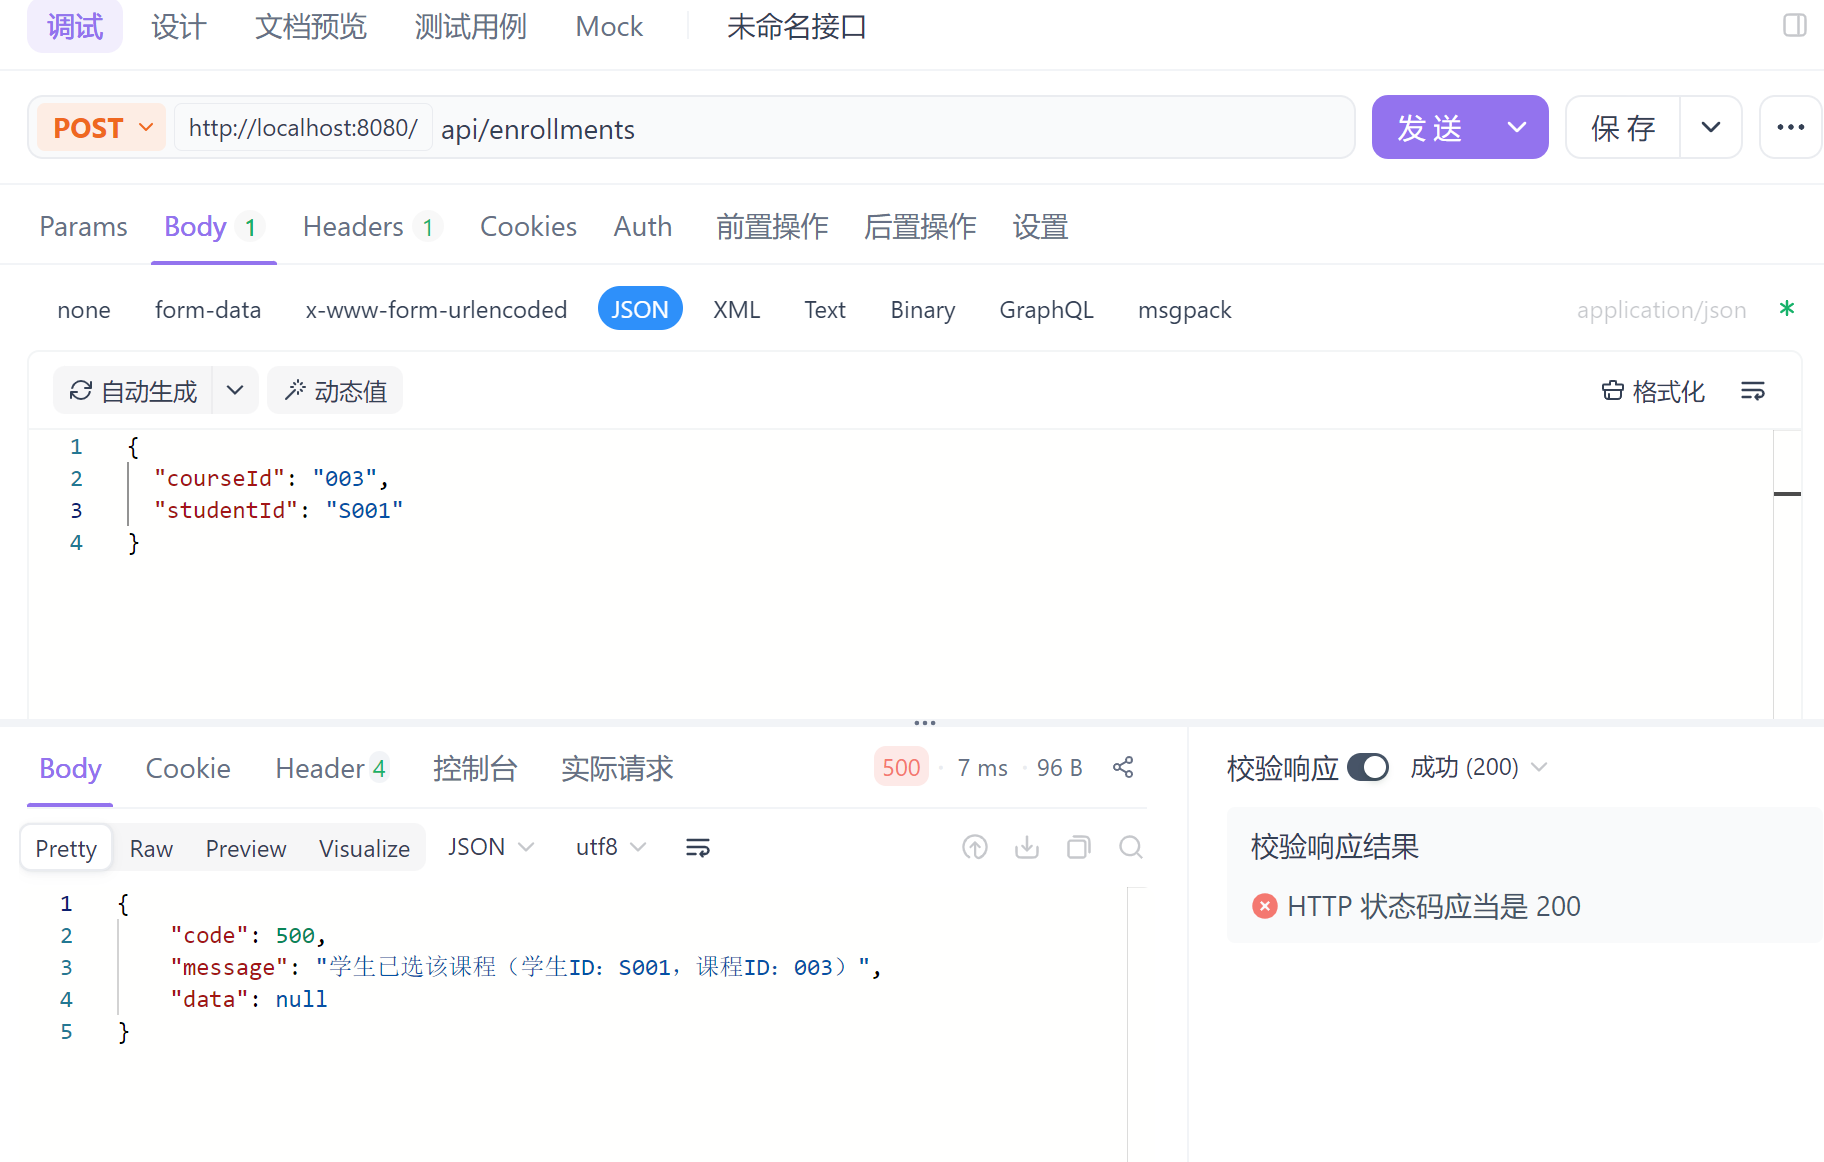 调试 设计 文档预览 测试用例 Mock 未命名接口
POST http://localhost:8080/ api/enrollments 发 送 保 存
Params Body 1 Headers 1 Cookies Auth 前置操作 后置操作 设置
none form-data x-www-form-urlencoded JSON XML Text Binary GraphQL msgpack application/json *
自动生成 动态值 格式化
1 {
2 "courseId": "003",
3 "studentId": "S001"
4 }
Body Cookie Header 4 控制台 实际请求 500 · 7 ms · 96 B
Pretty Raw Preview Visualize JSON utf8
1 {
2 "code": 500,
3 "message": "学生已选该课程（学生ID：S001，课程ID：003）",
4 "data": null
5 }
校验响应 成功 (200)
校验响应结果
HTTP 状态码应当是 200